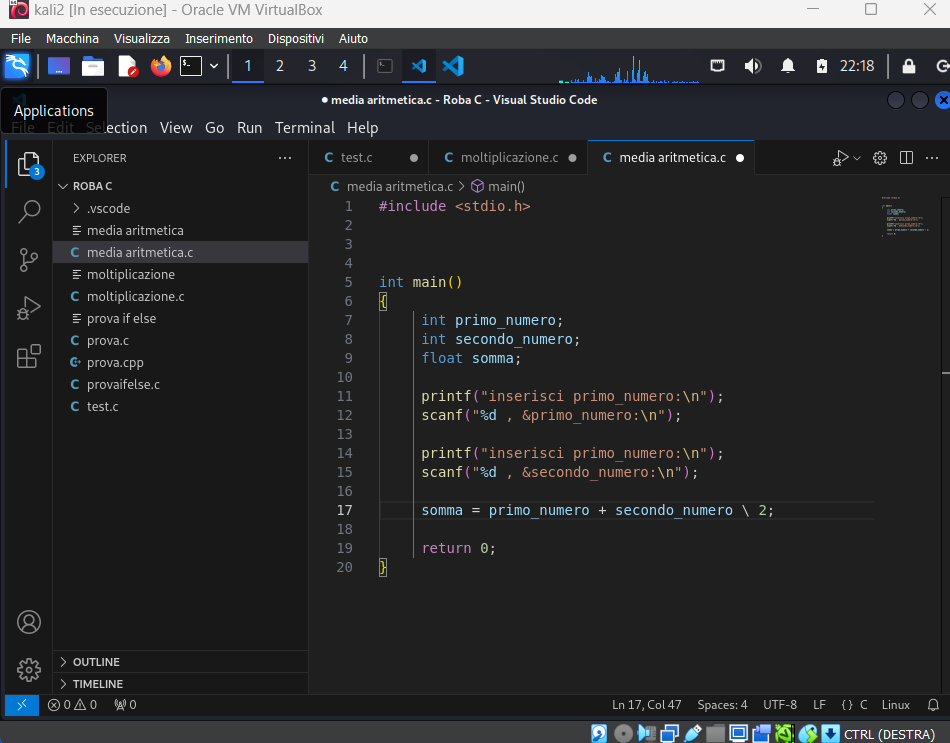 kali2 [In esecuzione] - Oracle VM VirtualBox
File Macchina Visualizza Inserimento Dispositivi Aiuto
1 2 3 4 22:18
● media aritmetica.c - Roba C - Visual Studio Code
Applications
File Edit Selection View Go Run Terminal Help
EXPLORER
3
ROBA C
.vscode
media aritmetica
media aritmetica.c
moltiplicazione
moltiplicazione.c
prova if else
prova.c
prova.cpp
provaifelse.c
test.c
OUTLINE
TIMELINE
C test.c ● C moltiplicazione.c ● C media aritmetica.c ●
C media aritmetica.c > main()
1 #include <stdio.h>
2
3
4
5 int main()
6 {
7 int primo_numero;
8 int secondo_numero;
9 float somma;
10
11 printf("inserisci primo_numero:\n");
12 scanf("%d , &primo_numero:\n");
13
14 printf("inserisci primo_numero:\n");
15 scanf("%d , &secondo_numero:\n");
16
17 somma = primo_numero + secondo_numero \ 2;
18
19 return 0;
20 }
0 0 0 Ln 17, Col 47 Spaces: 4 UTF-8 LF {} C Linux
CTRL (DESTRA)